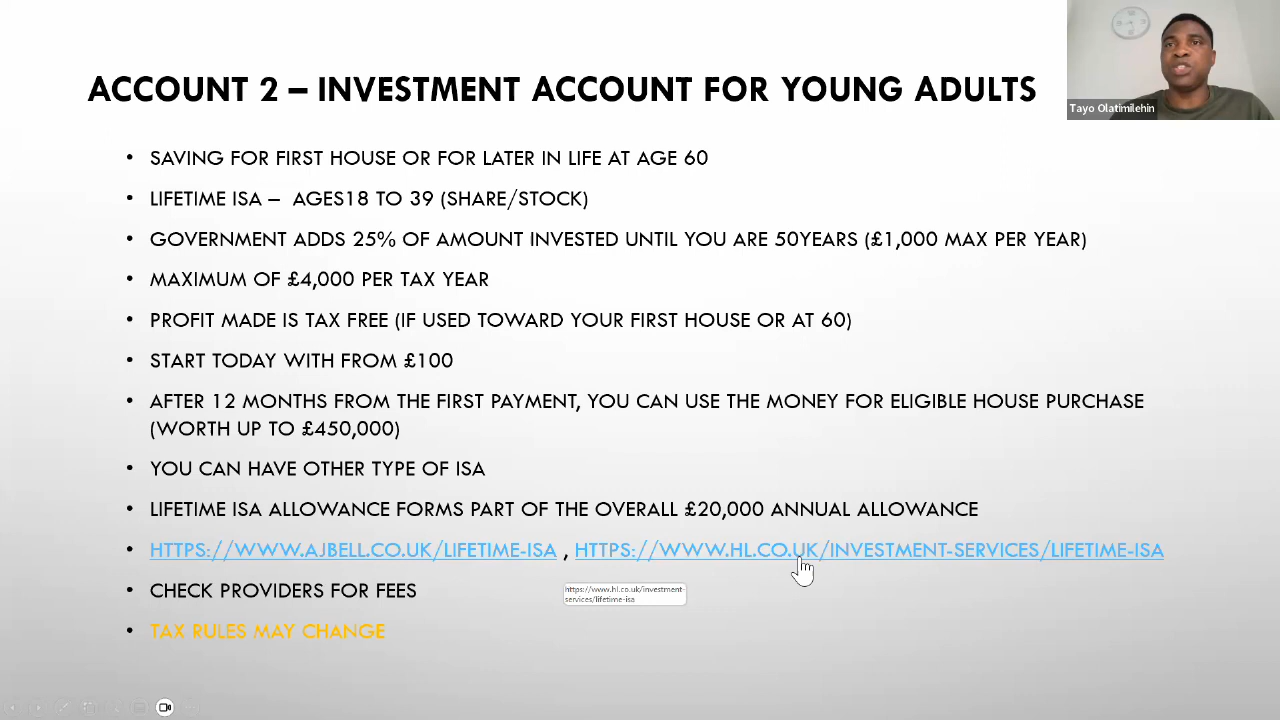 ACCOUNT 2 – INVESTMENT ACCOUNT FOR YOUNG ADULTS
Tayo Olatimilehin
• SAVING FOR FIRST HOUSE OR FOR LATER IN LIFE AT AGE 60
• LIFETIME ISA – AGES18 TO 39 (SHARE/STOCK)
• GOVERNMENT ADDS 25% OF AMOUNT INVESTED UNTIL YOU ARE 50YEARS (£1,000 MAX PER YEAR)
• MAXIMUM OF £4,000 PER TAX YEAR
• PROFIT MADE IS TAX FREE (IF USED TOWARD YOUR FIRST HOUSE OR AT 60)
• START TODAY WITH FROM £100
• AFTER 12 MONTHS FROM THE FIRST PAYMENT, YOU CAN USE THE MONEY FOR ELIGIBLE HOUSE PURCHASE
(WORTH UP TO £450,000)
• YOU CAN HAVE OTHER TYPE OF ISA
• LIFETIME ISA ALLOWANCE FORMS PART OF THE OVERALL £20,000 ANNUAL ALLOWANCE
• HTTPS://WWW.AJBELL.CO.UK/LIFETIME-ISA , HTTPS://WWW.HL.CO.UK/INVESTMENT-SERVICES/LIFETIME-ISA
https://www.hl.co.uk/investment-
services/lifetime-isa
• CHECK PROVIDERS FOR FEES
• TAX RULES MAY CHANGE